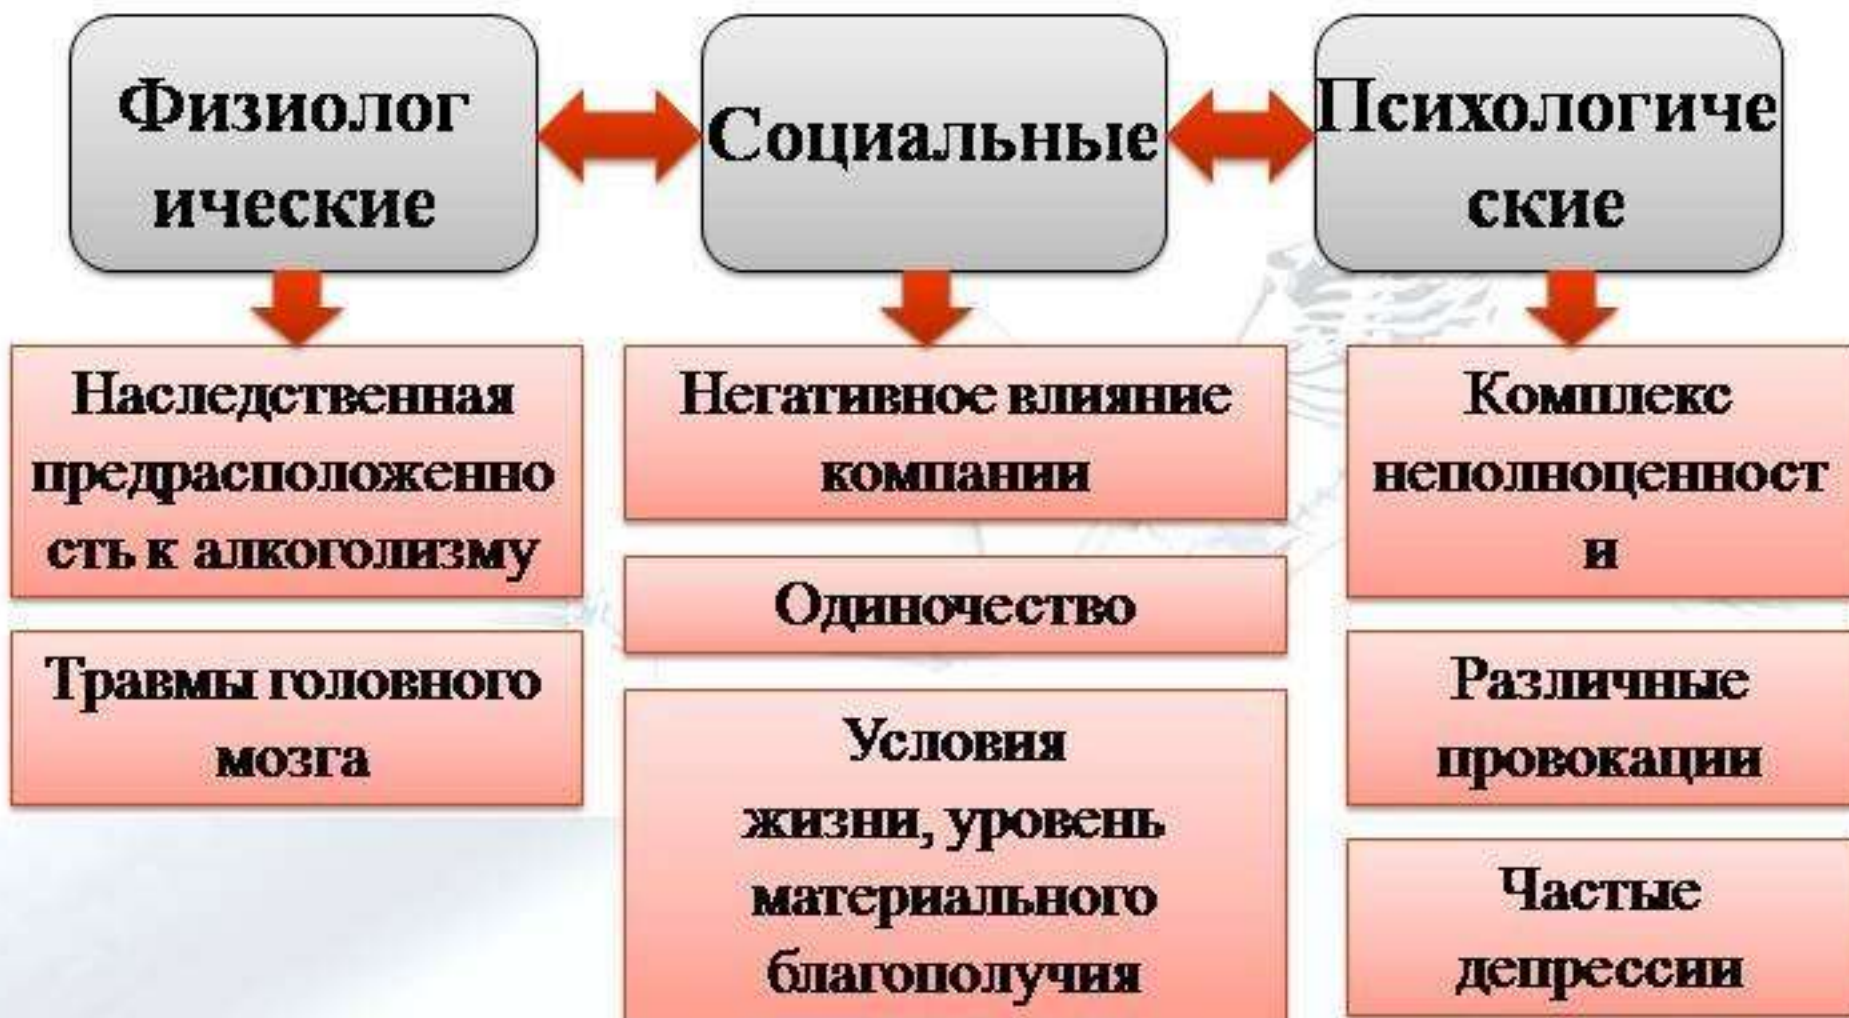 Физиолог
ические
Социальные
Психологиче
ские
Наследственная
предрасположенно
сть к алкоголизму
Травмы головного
мозга
Негативное влияние
компании
Одиночество
Условия
жизни, уровень
материального
благополучия
Комплекс
неполноценност
и
Различные
провокации
Частые
депрессии